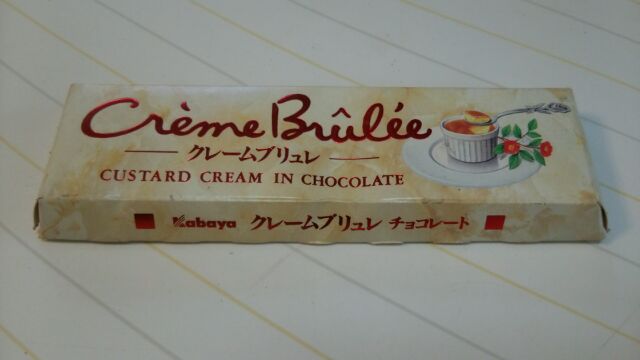 Crème Brûlée
クレームブリュレ
CUSTARD CREAM IN CHOCOLATE
Kabaya クレームブリュレ チョコレート